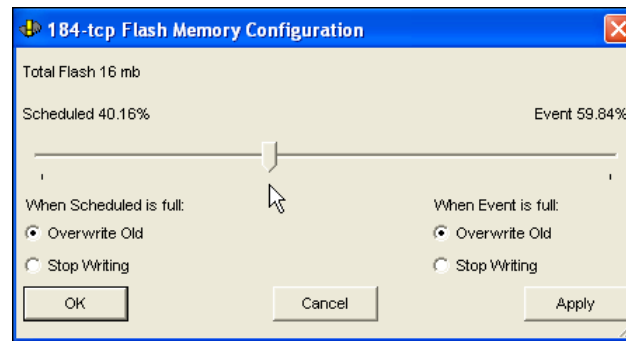 184-tcp Flash Memory Configuration
Total Flash 16 mb
Scheduled 40.16% Event 59.84%
When Scheduled is full: When Event is full:
Overwrite Old Overwrite Old
Stop Writing Stop Writing
OK Cancel Apply